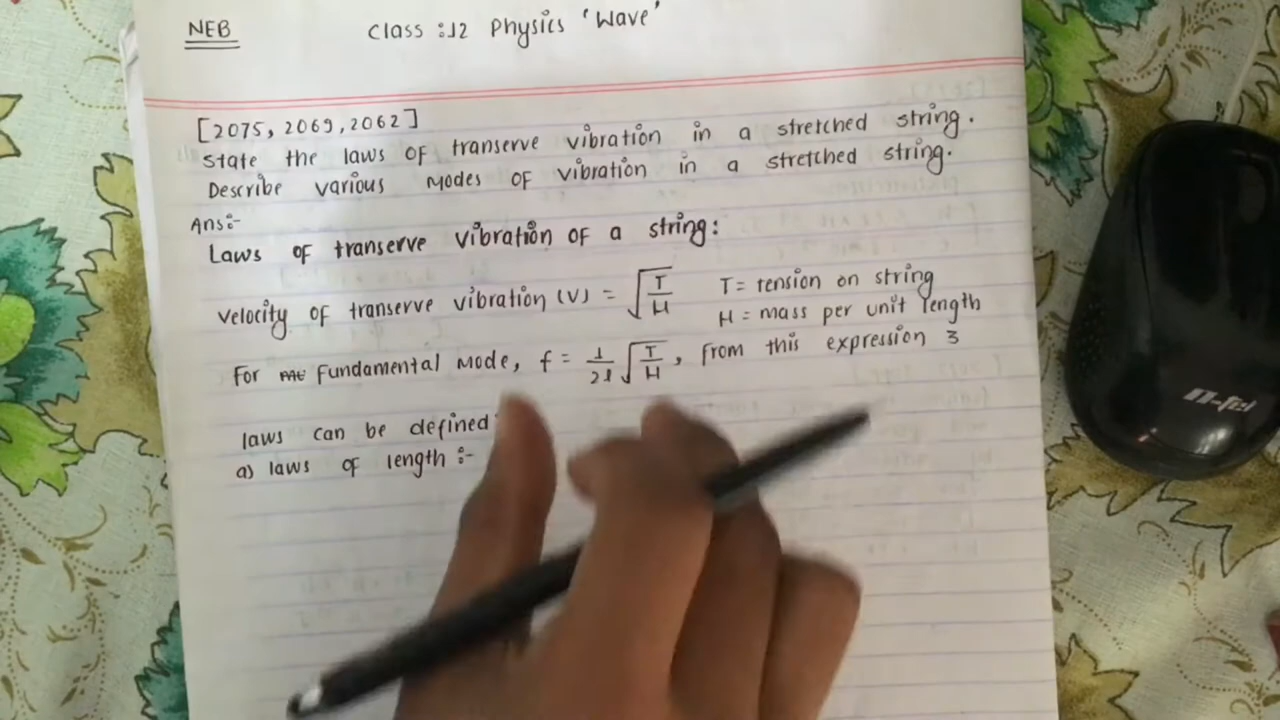 NEB
Class :12 Physics 'Wave'
[2075, 2069, 2062]
State the laws of transerve vibration in a stretched string.
Describe various modes of vibration in a stretched string.
Ans:-
Laws of transerve vibration of a string:
velocity of transerve vibration (v) = √(T/μ) T = tension on string
μ = mass per unit length
For fundamental mode, f = 1/2l √(T/μ), from this expression 3
laws can be defined:
a) laws of length :-